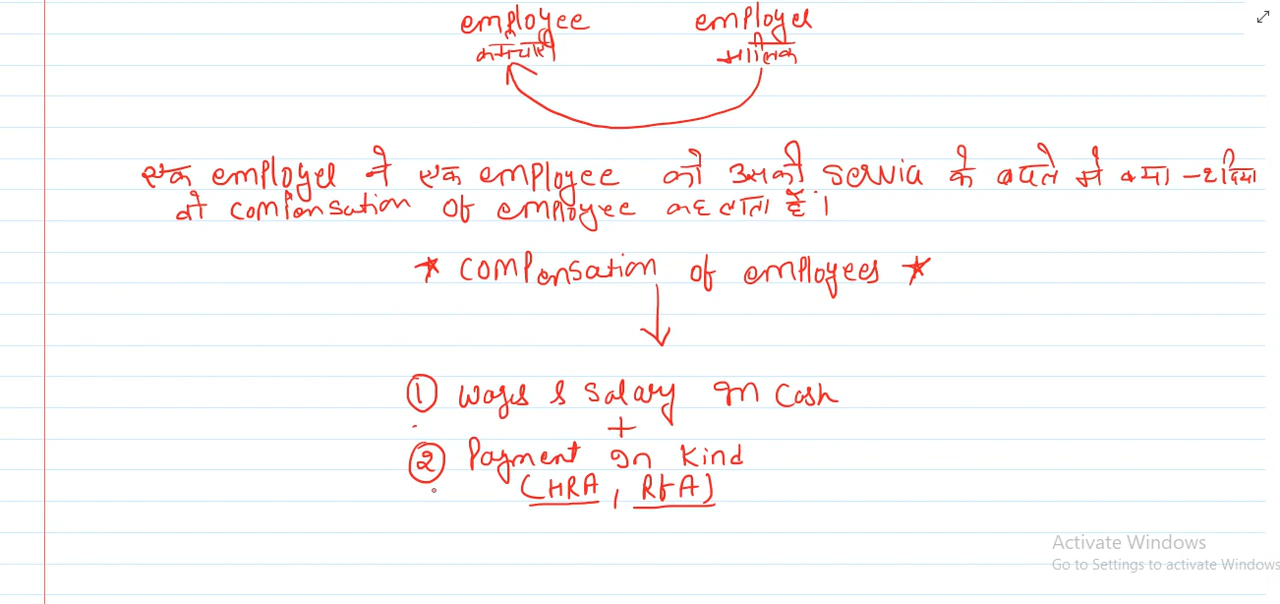 employee employer
कर्मचारी मालिक
एक employer ने एक employee को उसकी service के बदले में क्या-2 दिया
वो compensation of employee कहलाता है।
* compensation of employees *
① Wages & Salary In Cash
+
② Payment In Kind
(HRA, RFA)
Activate Windows
Go to Settings to activate Windows